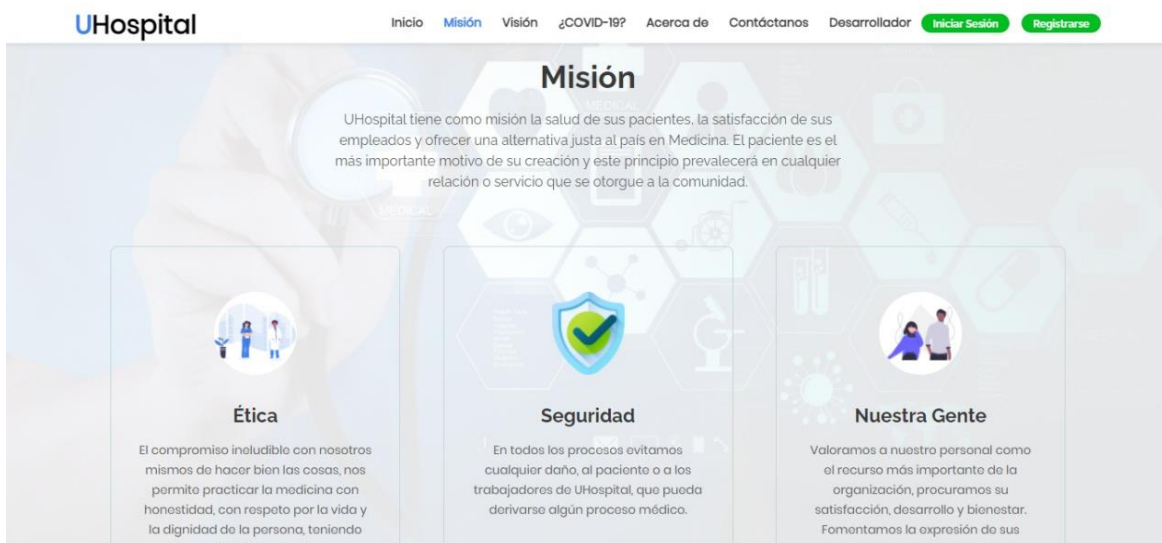 UHospital
Inicio Misión Visión ¿COVID-19? Acerca de Contáctanos Desarrollador Iniciar Sesión Registrarse
Misión
UHospital tiene como misión la salud de sus pacientes, la satisfacción de sus
empleados y ofrecer una alternativa justa al país en Medicina. El paciente es el
más importante motivo de su creación y este principio prevalecerá en cualquier
relación o servicio que se otorgue a la comunidad.
MEDICAL
MEDICAL
Ética
El compromiso ineludible con nosotros
mismos de hacer bien las cosas, nos
permite practicar la medicina con
honestidad, con respeto por la vida y
la dignidad de la persona, teniendo
Seguridad
En todos los procesos evitamos
cualquier daño, al paciente o a los
trabajadores de UHospital, que pueda
derivarse algún proceso médico.
Nuestra Gente
Valoramos a nuestro personal como
el recurso más importante de la
organización, procuramos su
satisfacción, desarrollo y bienestar.
Fomentamos la expresión de sus